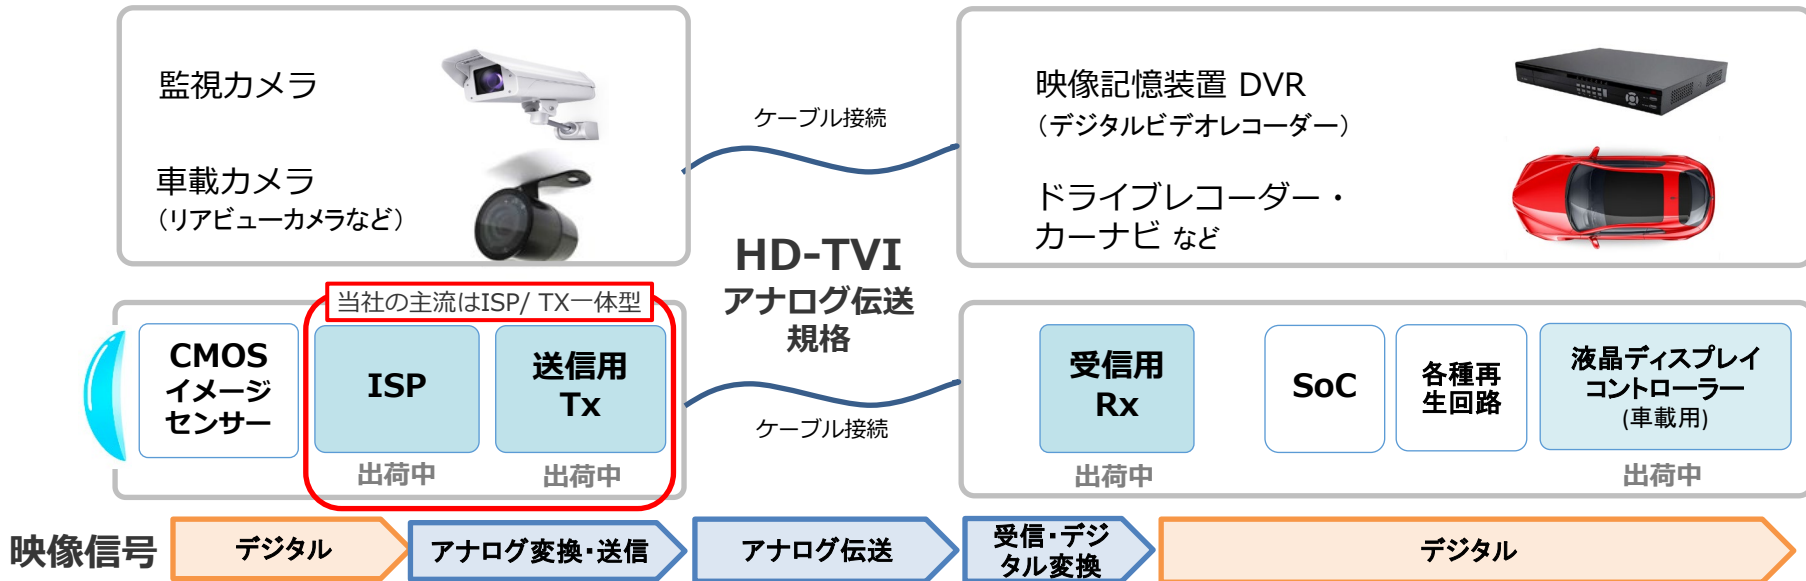 監視カメラ
車載カメラ
（リアビューカメラなど）
ケーブル接続
映像記憶装置 DVR
（デジタルビデオレコーダー）
ドライブレコーダー・
カーナビ など
HD-TVI
アナログ伝送
規格
当社の主流はISP/ TX一体型
CMOS
イメージ
センサー
ISP
出荷中
送信用
Tx
出荷中
ケーブル接続
受信用
Rx
出荷中
SoC
各種再
生回路
液晶ディスプレイ
コントローラー
(車載用)
出荷中
映像信号
デジタル
アナログ変換・送信
アナログ伝送
受信・デジ
タル変換
デジタル